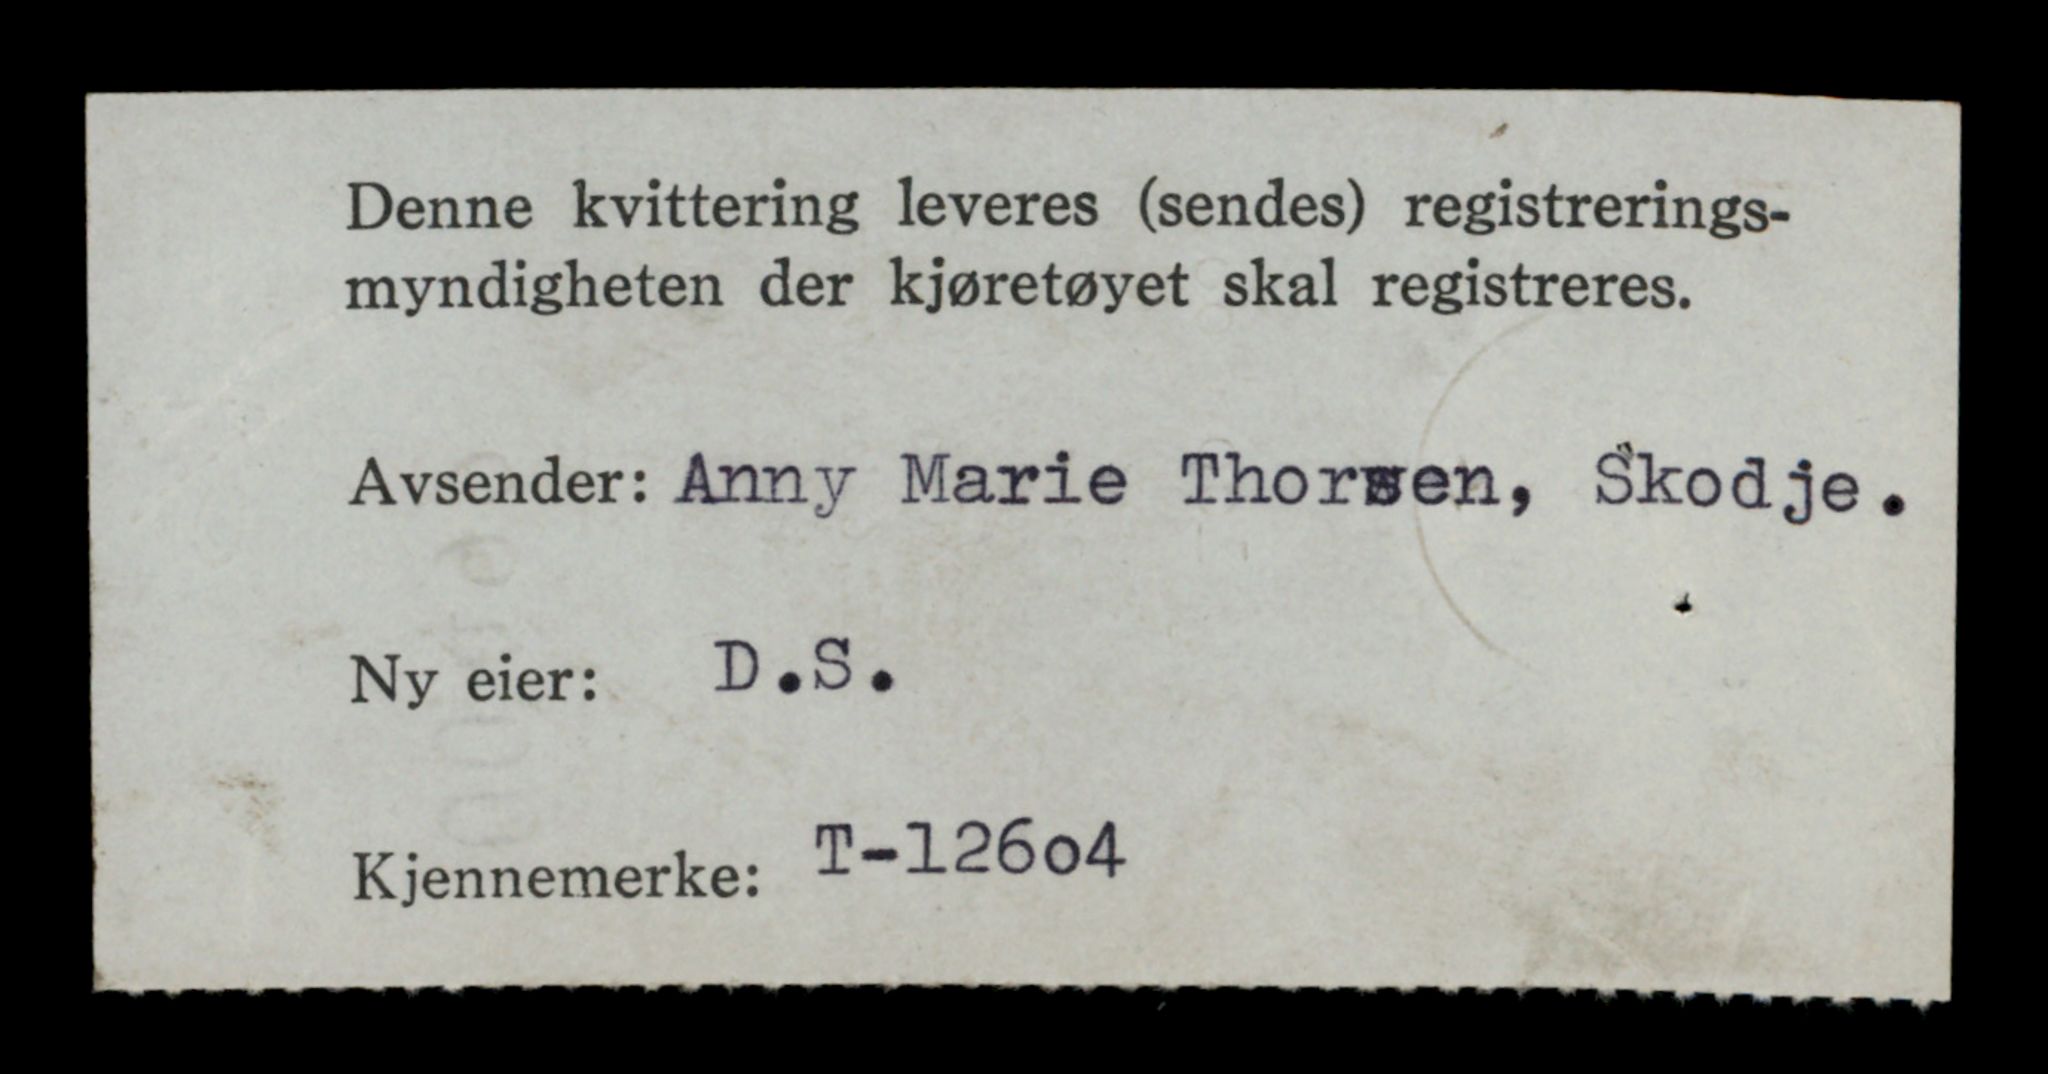 Denne kvittering leveres (sendes) registrerings-
myndigheten der kjøretøyet skal registreres.
Avsender: Anny Marie Thorsen, Skodje.
Ny eier: D.S.
Kjennemerke: T-126o4